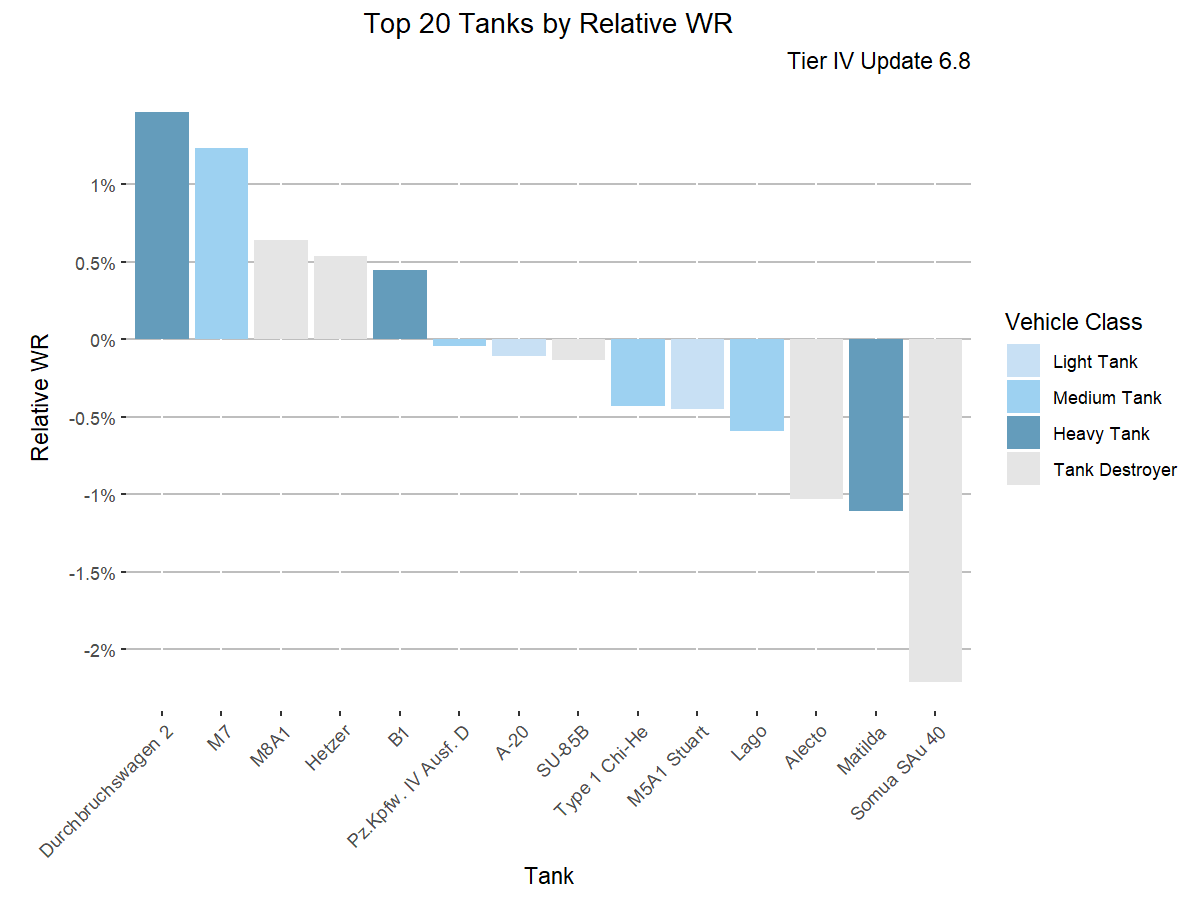 Top 20 Tanks by Relative WR
Tier IV Update 6.8
1%
0.5%
0%
-0.5%
-1%
-1.5%
-2%
Relative WR
Durchbruchswagen 2
M7
M8A1
Hetzer
B1
Pz.Kpfw. IV Ausf. D
A-20
SU-85B
Type 1 Chi-He
M5A1 Stuart
Lago
Alecto
Matilda
Somua SAu 40
Tank
Vehicle Class
Light Tank
Medium Tank
Heavy Tank
Tank Destroyer